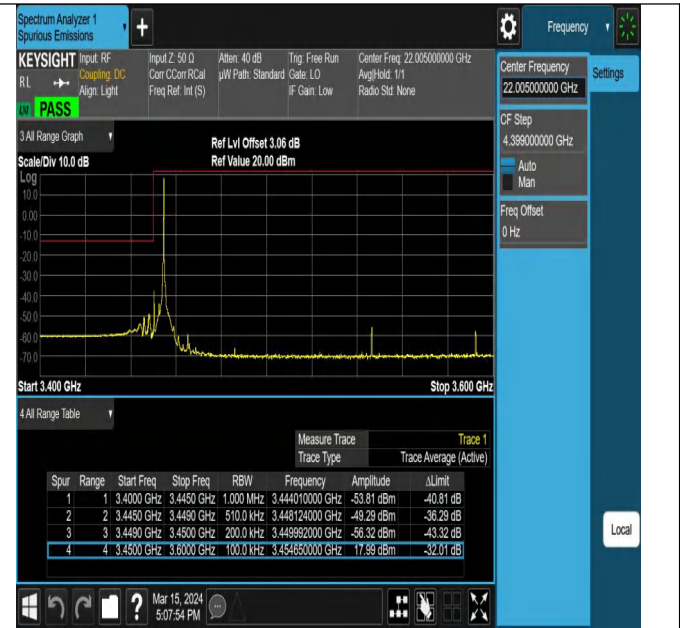 Spectrum Analyzer 1
Spurious Emissions
Frequency
KEYSIGHT Input: RF Input Z: 50 Ω Atten: 40 dB Trig: Free Run Center Freq: 22.005000000 GHz
RL Coupling: DC Corr CCorr RCal µW Path: Standard Gate: LO Avg|Hold: 1/1
Align: Light Freq Ref: Int (S) IF Gain: Low Radio Std: None
LXI PASS
Center Frequency
22.005000000 GHz
Settings
CF Step
4.399000000 GHz
Auto
Man
Freq Offset
0 Hz
3 All Range Graph
Ref Lvl Offset 3.06 dB
Scale/Div 10.0 dB Ref Value 20.00 dBm
Log
10.0
0.00
-10.0
-20.0
-30.0
-40.0
-50.0
-60.0
-70.0
Start 3.400 GHz Stop 3.600 GHz
4 All Range Table
Measure Trace Trace 1
Trace Type Trace Average (Active)
Spur Range Start Freq Stop Freq RBW Frequency Amplitude ΔLimit
1 1 3.4000 GHz 3.4450 GHz 1.000 MHz 3.444010000 GHz -53.81 dBm -40.81 dB
2 2 3.4450 GHz 3.4490 GHz 510.0 kHz 3.448124000 GHz -49.29 dBm -36.29 dB
3 3 3.4490 GHz 3.4500 GHz 200.0 kHz 3.449992000 GHz -56.32 dBm -43.32 dB
4 4 3.4500 GHz 3.6000 GHz 100.0 kHz 3.454650000 GHz 17.99 dBm -32.01 dB
Local
?
Mar 15, 2024
5:07:54 PM